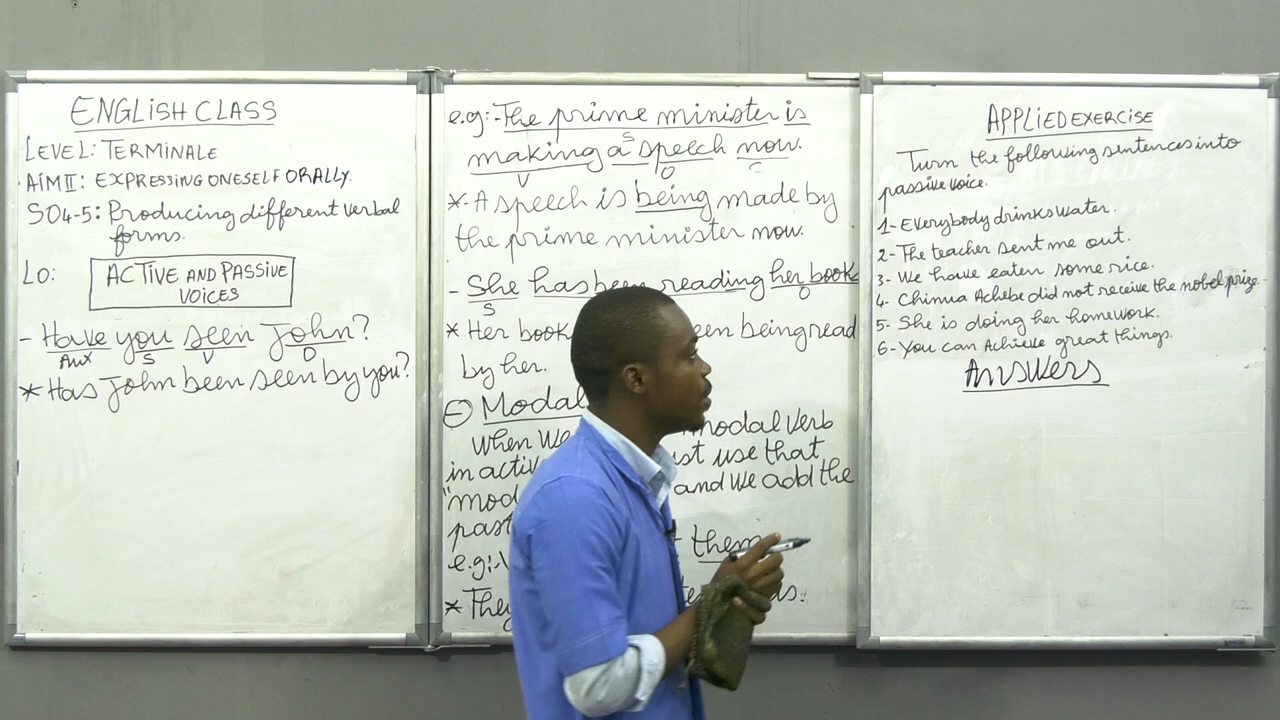 ENGLISH CLASS
LEVEL: TERMINALE
AIM II: EXPRESSING ONESELF ORALLY.
SO4-5: Producing different verbal
forms.
LO: ACTIVE AND PASSIVE
VOICES
- Have you seen John?
Aux S V O
* Has John been seen by you?
e.g:- The prime minister is
S
making a speech now.
V O C
*- A speech is being made by
the prime minister now.
- She has been reading her book
S O
* Her book een being read
by her.
Modal
When we modal verb
in active ust use that
"mod and we add the
past
e.g:- them
* They
APPLIED EXERCISE
Turn the following sentences into
passive voice.
1- Everybody drinks water.
2- The teacher sent me out.
3- We have eaten some rice.
4- Chinua Achebe did not receive the nobel prize.
5- She is doing her homework.
6- You can Achieve great things.
Answers